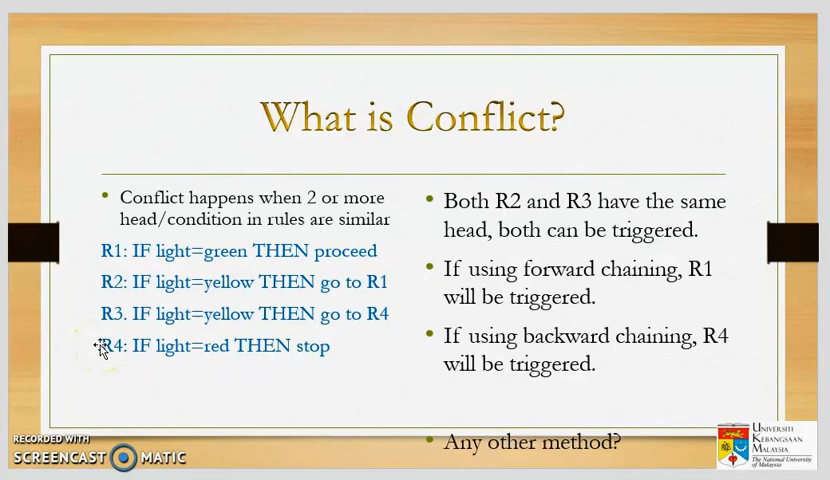 What is Conflict?
Conflict happens when 2 or more
head/condition in rules are similar
R1: IF light=green THEN proceed
R2: IF light=yellow THEN go to R1
R3. IF light=yellow THEN go to R4
R4: IF light=red THEN stop
Both R2 and R3 have the same
head, both can be triggered.
If using forward chaining, R1
will be triggered.
If using backward chaining, R4
will be triggered.
Any other method?
RECORDED WITH
SCREENCAST MATIC
UNIVERSITI
KEBANGSAAN
MALAYSIA
The National University
of Malaysia